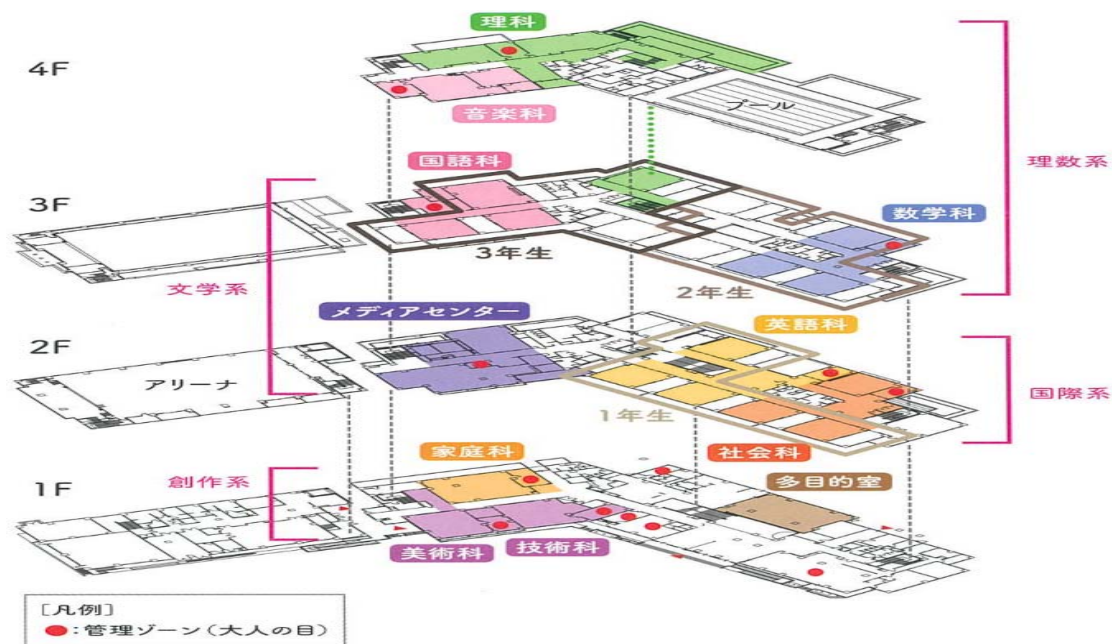 理科
4F
プール
音楽科
理数系
国語科
3F
数学科
3年生
文学系
2年生
メディアセンター
英語科
2F
アリーナ
国際系
1年生
家庭科
社会科
創作系
多目的室
1F
美術科
技術科
[凡例]
●:管理ゾーン(大人の目)